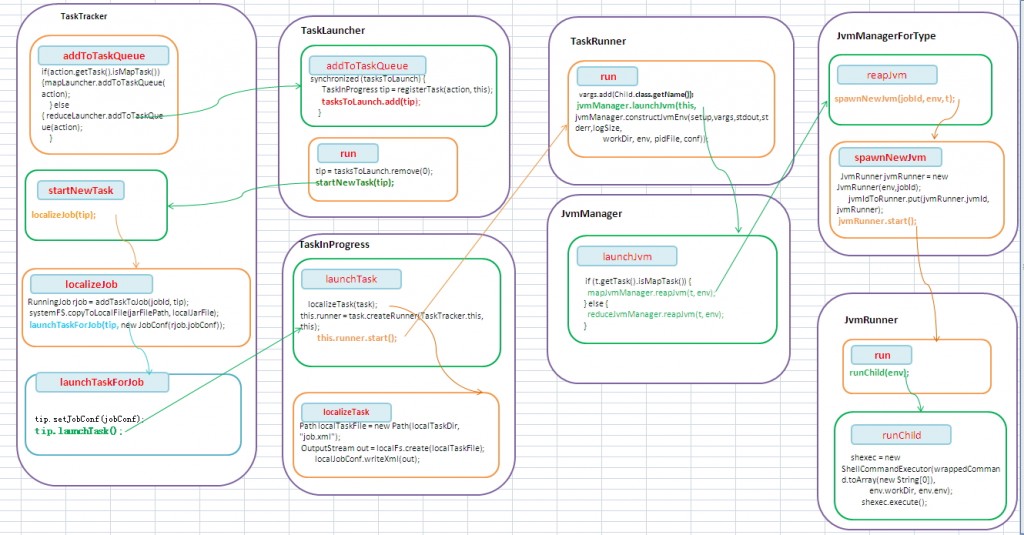 TaskTracker
addToTaskQueue
if(action.getTask().isMapTask())
{mapLauncher.addToTaskQueue(
action);
} else
{ reduceLauncher.addToTaskQue
ue(action);
}
startNewTask
localizeJob(tip);
localizeJob
RunningJob rjob = addTaskToJob(jobId, tip);
systemFS.copyToLocalFile(jarFilePath, localJarFile);
launchTaskForJob(tip, new JobConf(rjob.jobConf));
launchTaskForJob
tip.setJobConf(jobConf);
tip.launchTask();
TaskLauncher
addToTaskQueue
synchronized (tasksToLaunch) {
TaskInProgress tip = registerTask(action, this);
tasksToLaunch.add(tip);
}
run
tip = tasksToLaunch.remove(0);
startNewTask(tip);
TaskInProgress
launchTask
localizeTask(task);
this.runner = task.createRunner(TaskTracker.this,
this);
this.runner.start();
localizeTask
Path localTaskFile = new Path(localTaskDir,
"job.xml");
OutputStream out = localFs.create(localTaskFile);
localJobConf.writeXml(out);
TaskRunner
run
vargs.add(Child.class.getName());
jvmManager.launchJvm(this,
jvmManager.constructJvmEnv(setup,vargs,stdout,st
derr,logSize,
workDir, env, pidFile, conf));
JvmManager
launchJvm
if (t.getTask().isMapTask()) {
mapJvmManager.reapJvm(t, env);
} else {
reduceJvmManager.reapJvm(t, env);
}
JvmManagerForType
reapJvm
spawnNewJvm(jobId, env, t);
spawnNewJvm
JvmRunner jvmRunner = new
JvmRunner(env,jobId);
jvmIdToRunner.put(jvmRunner.jvmId,
jvmRunner);
jvmRunner.start();
JvmRunner
run
runChild(env);
runChild
shexec = new
ShellCommandExecutor(wrappedComman
d.toArray(new String[0]),
env.workDir, env.env);
shexec.execute();